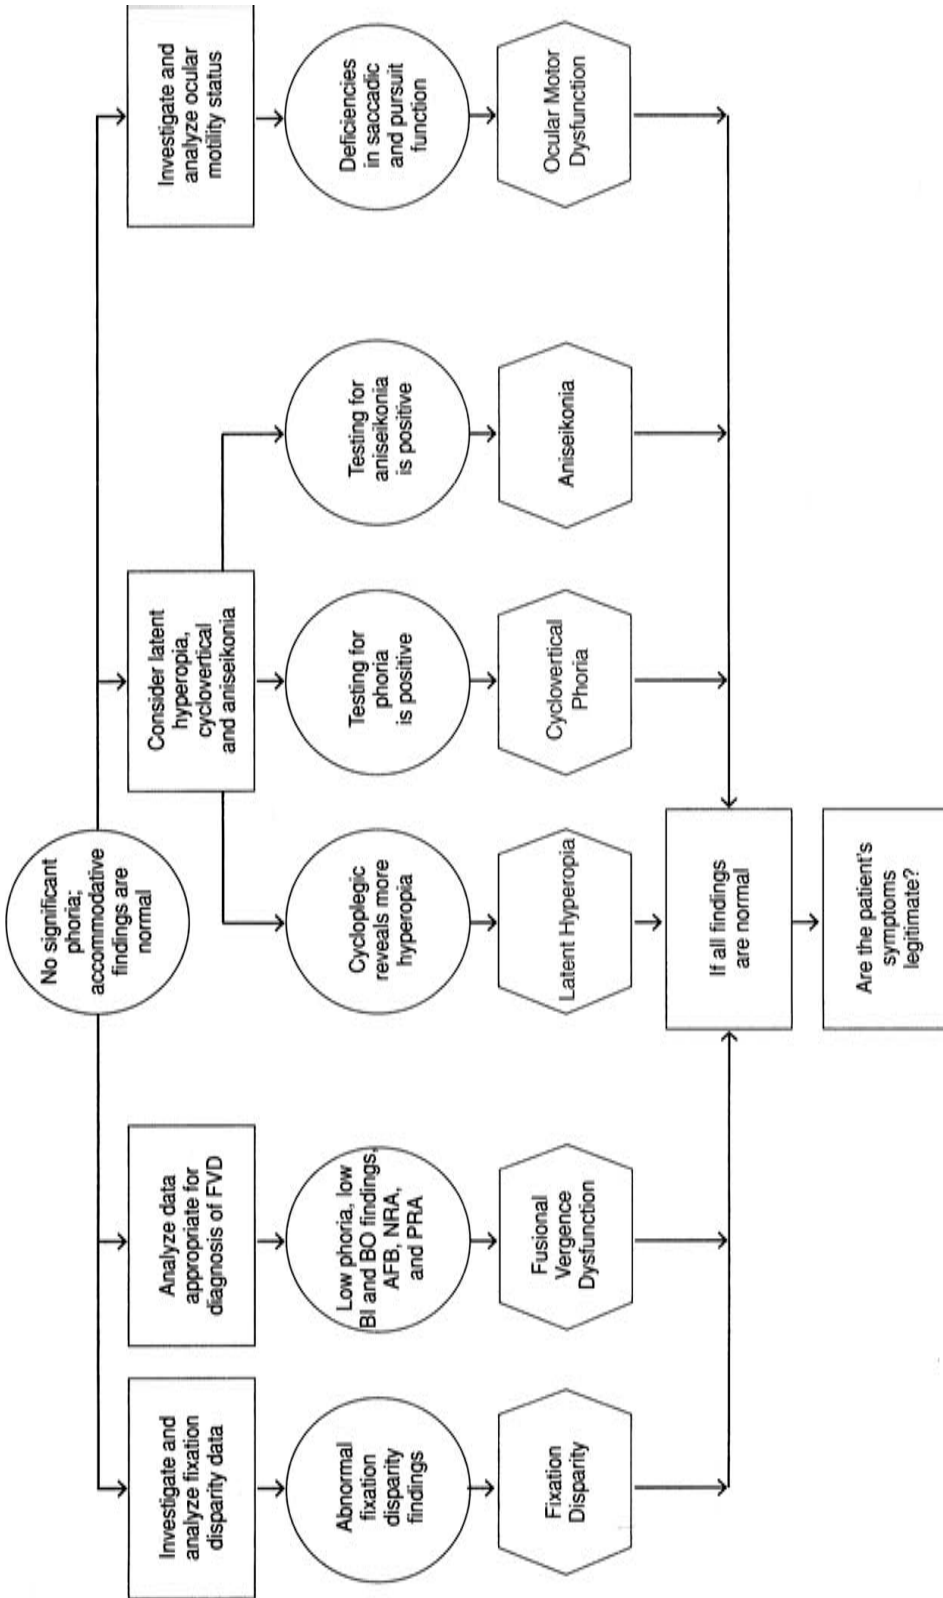 No significant
phoria;
accommodative
findings are
normal
Investigate and
analyze fixation
disparity data
Analyze data
appropriate for
diagnosis of FVD
Consider latent
hyperopia,
cyclovertical
and aniseikonia
Investigate and
analyze ocular
motility status
Abnormal
fixation
disparity
findings
Low phoria, low
BI and BO findings,
AFB, NRA,
and PRA
Cycloplegic
reveals more
hyperopia
Testing for
phoria
is positive
Testing for
aniseikonia
is positive
Deficiencies
in saccadic
and pursuit
function
Fixation
Disparity
Fusional
Vergence
Dysfunction
Latent Hyperopia
Cyclovertical
Phoria
Aniseikonia
Ocular Motor
Dysfunction
If all findings
are normal
Are the patient's
symptoms
legitimate?